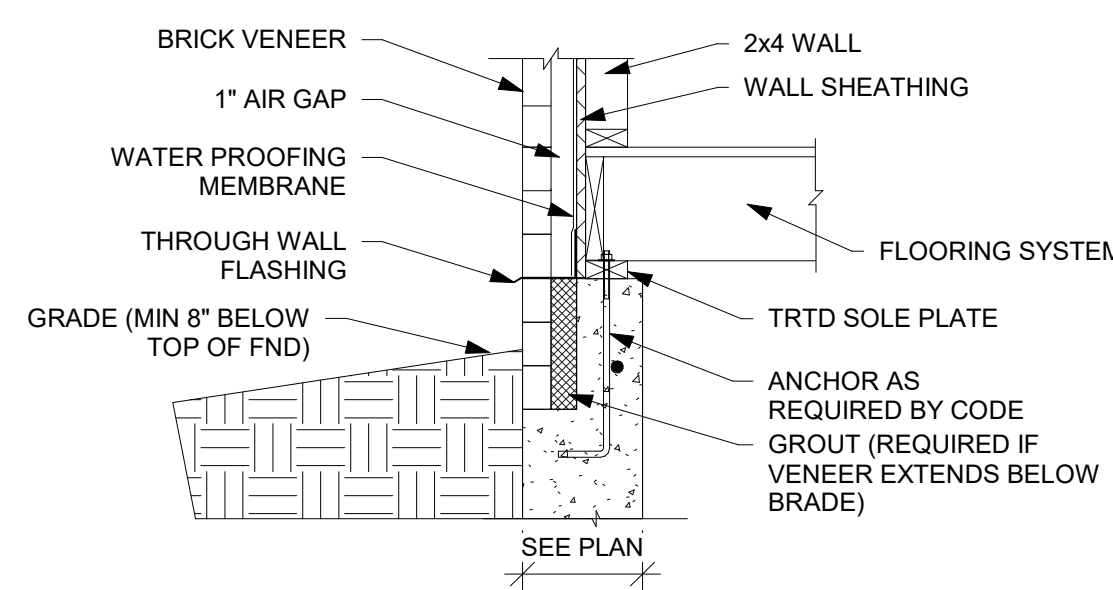 BRICK VENEER
1" AIR GAP
WATER PROOFING
MEMBRANE
THROUGH WALL
FLASHING
GRADE (MIN 8" BELOW
TOP OF FND)
2x4 WALL
WALL SHEATHING
FLOORING SYSTEM
TRTD SOLE PLATE
ANCHOR AS
REQUIRED BY CODE
GROUT (REQUIRED IF
VENEER EXTENDS BELOW
BRADE)
SEE PLAN